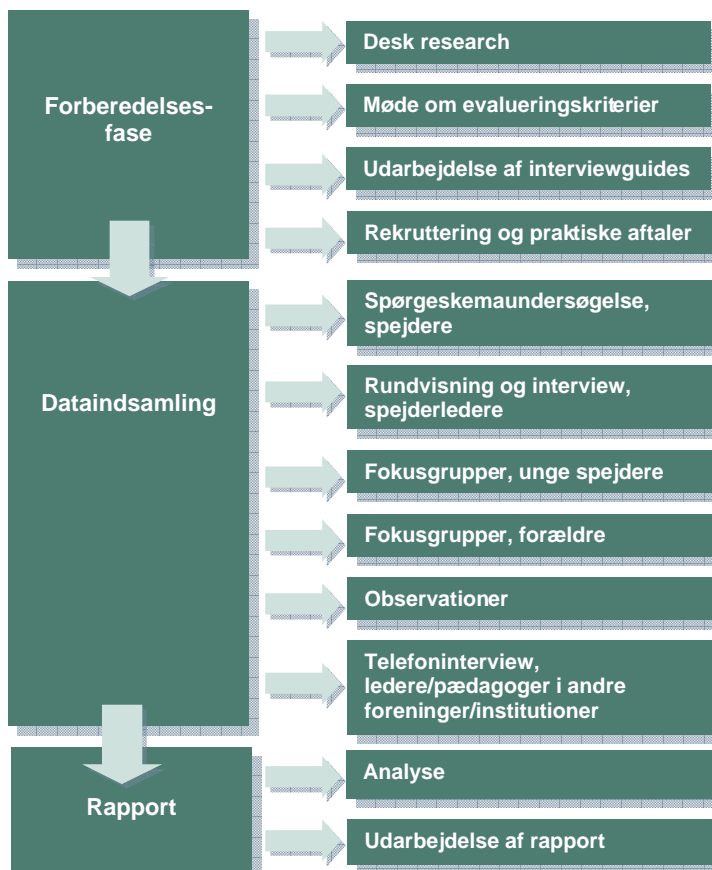 Forberedelses-
fase
Desk research
Møde om evalueringskriterier
Udarbejdelse af interviewguides
Rekruttering og praktiske aftaler
Dataindsamling
Spørgeskemaundersøgelse,
spejdere
Rundvisning og interview,
spejderledere
Fokusgrupper, unge spejdere
Fokusgrupper, forældre
Observationer
Telefoninterview,
ledere/pædagoger i andre
foreninger/institutioner
Rapport
Analyse
Udarbejdelse af rapport